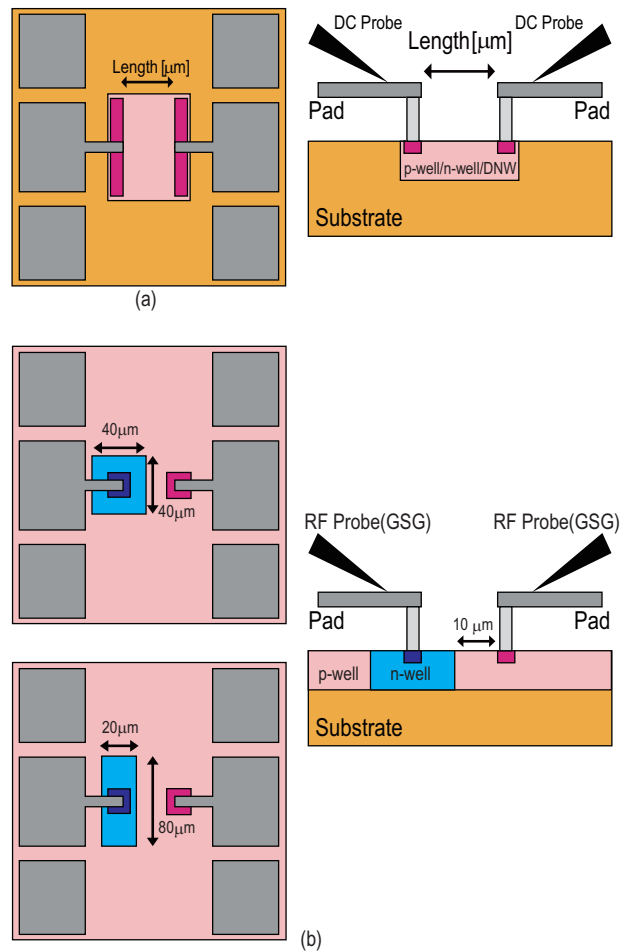 DC Probe
DC Probe
Length[μm]
Length[μm]
Pad
Pad
p-well/n-well/DNW
Substrate
(a)
40μm
40μm
RF Probe(GSG)
RF Probe(GSG)
Pad
10 μm
Pad
p-well
n-well
Substrate
20μm
80μm
(b)